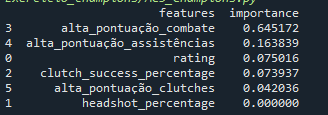 features importance
3 alta_pontuação_combate 0.645172
4 alta_pontuação_assistências 0.163839
0 rating 0.075016
2 clutch_success_percentage 0.073937
5 alta_pontuação_clutches 0.042036
1 headshot_percentage 0.000000